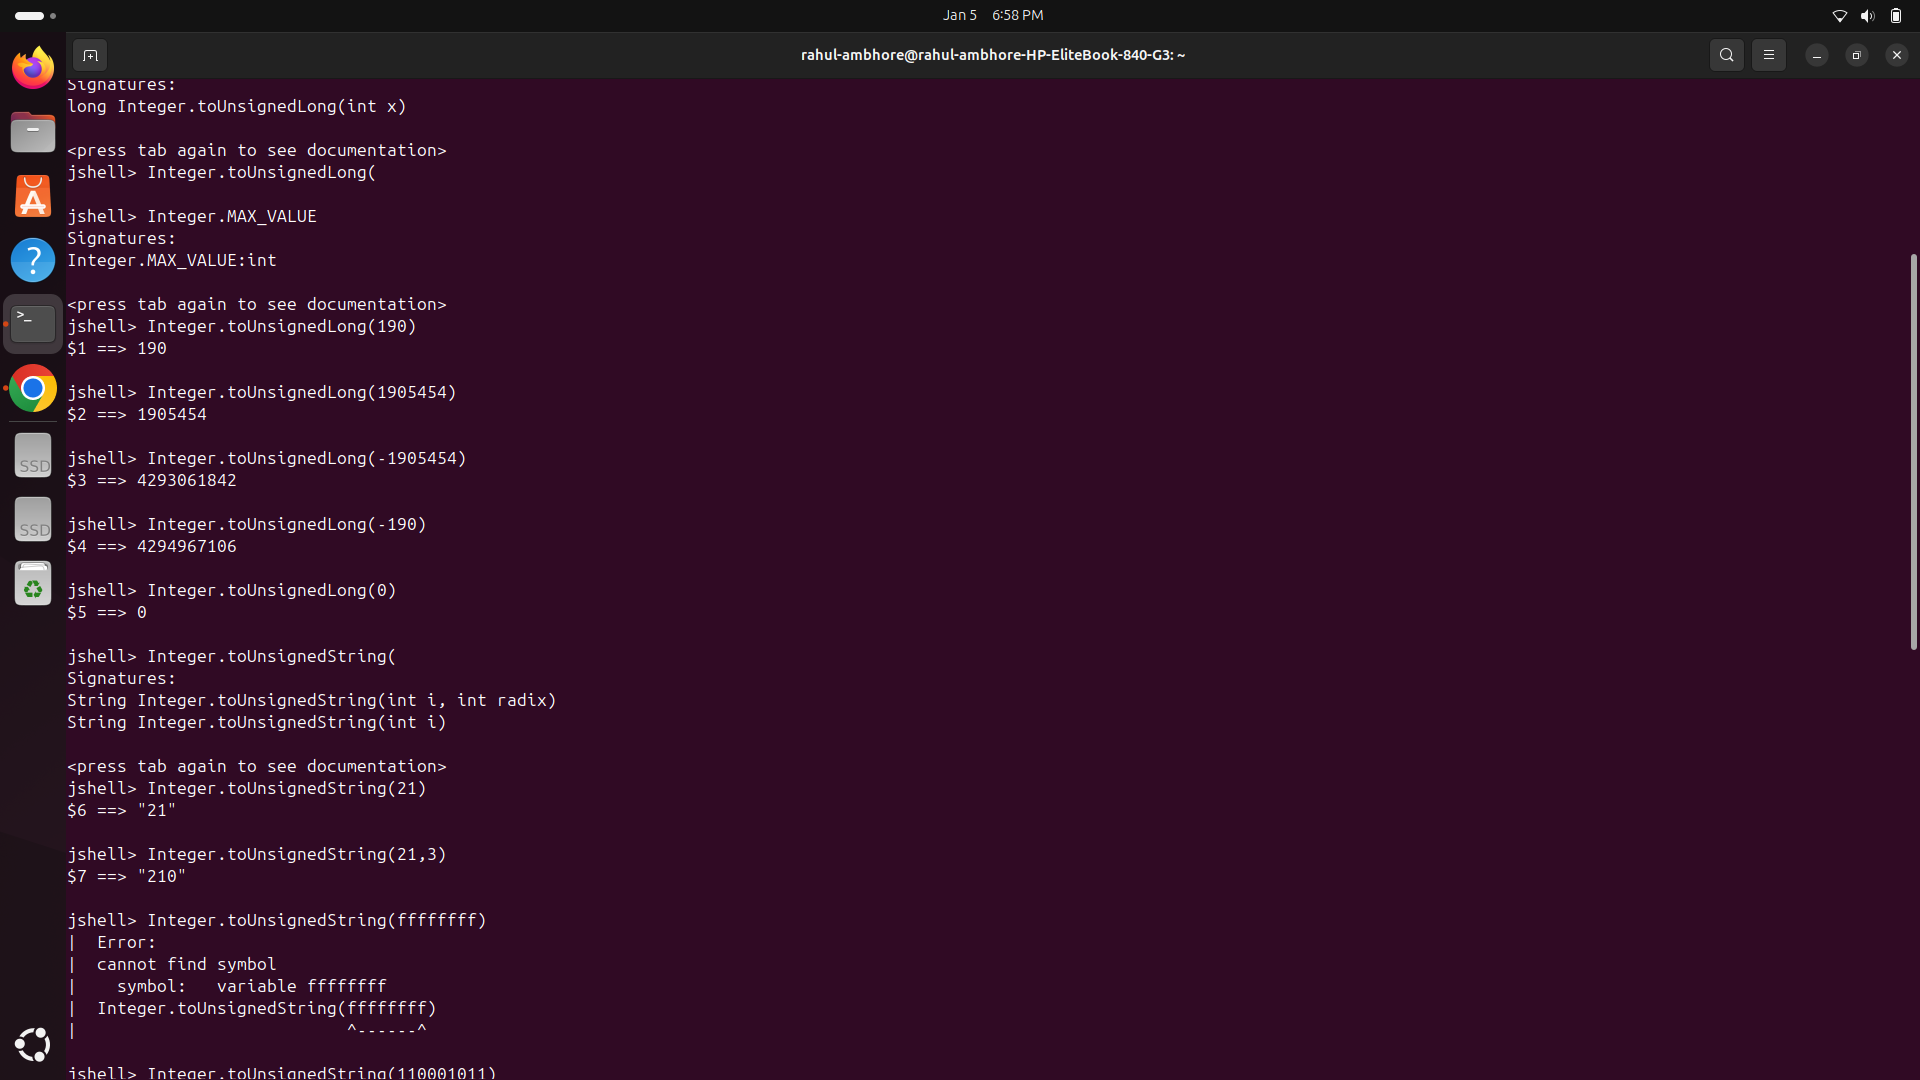 Jan 5 6:58 PM
rahul-ambhore@rahul-ambhore-HP-EliteBook-840-G3: ~
Signatures:
long Integer.toUnsignedLong(int x)
<press tab again to see documentation>
jshell> Integer.toUnsignedLong(
jshell> Integer.MAX_VALUE
Signatures:
Integer.MAX_VALUE:int
<press tab again to see documentation>
jshell> Integer.toUnsignedLong(190)
$1 ==> 190
jshell> Integer.toUnsignedLong(1905454)
$2 ==> 1905454
jshell> Integer.toUnsignedLong(-1905454)
$3 ==> 4293061842
jshell> Integer.toUnsignedLong(-190)
$4 ==> 4294967106
jshell> Integer.toUnsignedLong(0)
$5 ==> 0
jshell> Integer.toUnsignedString(
Signatures:
String Integer.toUnsignedString(int i, int radix)
String Integer.toUnsignedString(int i)
<press tab again to see documentation>
jshell> Integer.toUnsignedString(21)
$6 ==> "21"
jshell> Integer.toUnsignedString(21,3)
$7 ==> "210"
jshell> Integer.toUnsignedString(ffffffff)
|  Error:
|  cannot find symbol
|    symbol:   variable ffffffff
|  Integer.toUnsignedString(ffffffff)
|                           ^------^
jshell> Integer.toUnsignedString(110001011)
>_
SSD
SSD